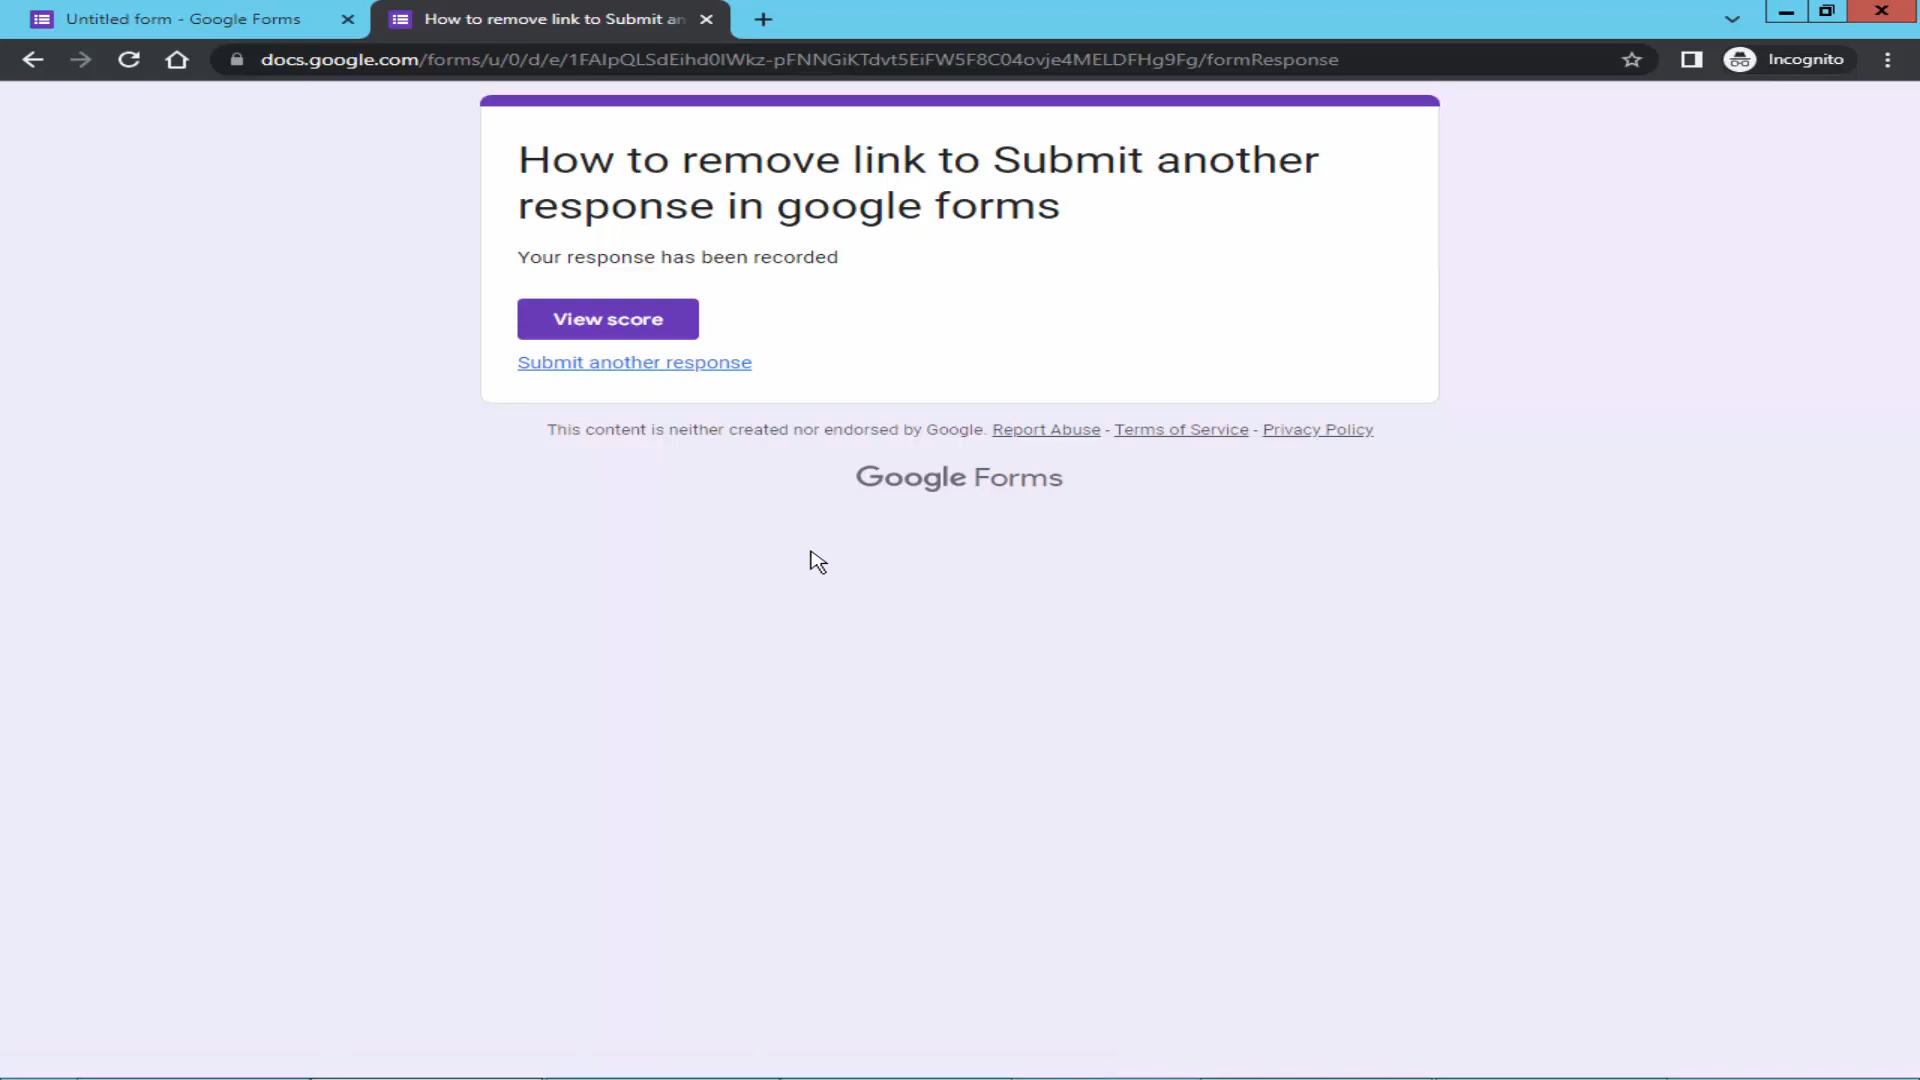 Untitled form - Google Forms
How to remove link to Submit an
docs.google.com/forms/u/0/d/e/1FAIpQLSdEihd0IWkz-pFNNGiKTdvt5EiFW5F8C04ovje4MELDFHg9Fg/formResponse
Incognito
How to remove link to Submit another
response in google forms
Your response has been recorded
View score
Submit another response
This content is neither created nor endorsed by Google. Report Abuse - Terms of Service - Privacy Policy
Google Forms